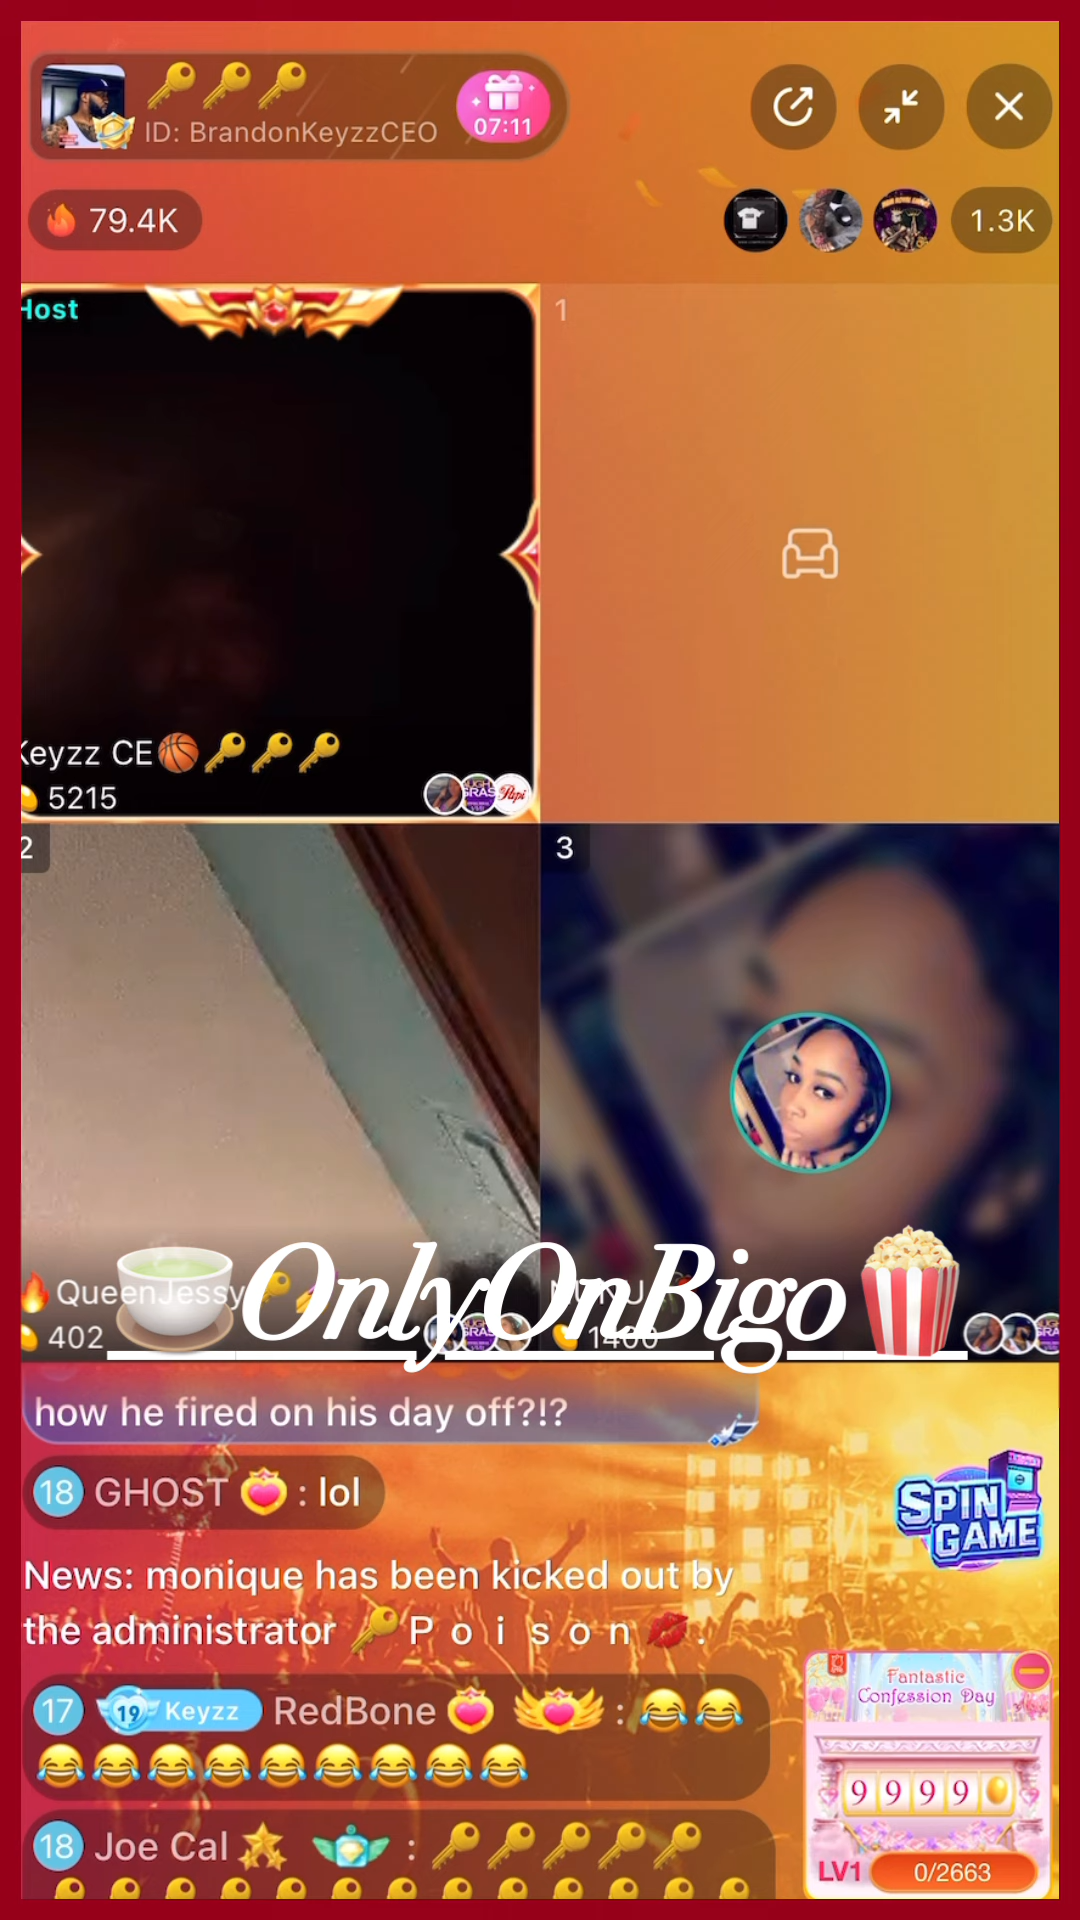 🔑🔑🔑
ID: BrandonKeyzzCEO
07:11
🔥 79.4K
1.3K
Host
1
Keyzz CE🏀🔑🔑🔑
5215
2
3
🔥QueenJessy🔑
402
1400
🍵OnlyOnBigo🍿
how he fired on his day off?!?
18 GHOST : lol
SPIN GAME
News: monique has been kicked out by
the administrator 🔑 P o i s o n 💋 .
17 19 Keyzz RedBone : 😂😂
😂😂😂😂😂😂😂😂😂
Fantastic
Confession Day
9 9 9 9
18 Joe Cal : 🔑🔑🔑🔑🔑
🔑🔑🔑🔑🔑🔑🔑🔑🔑🔑🔑🔑🔑
LV1 0/2663